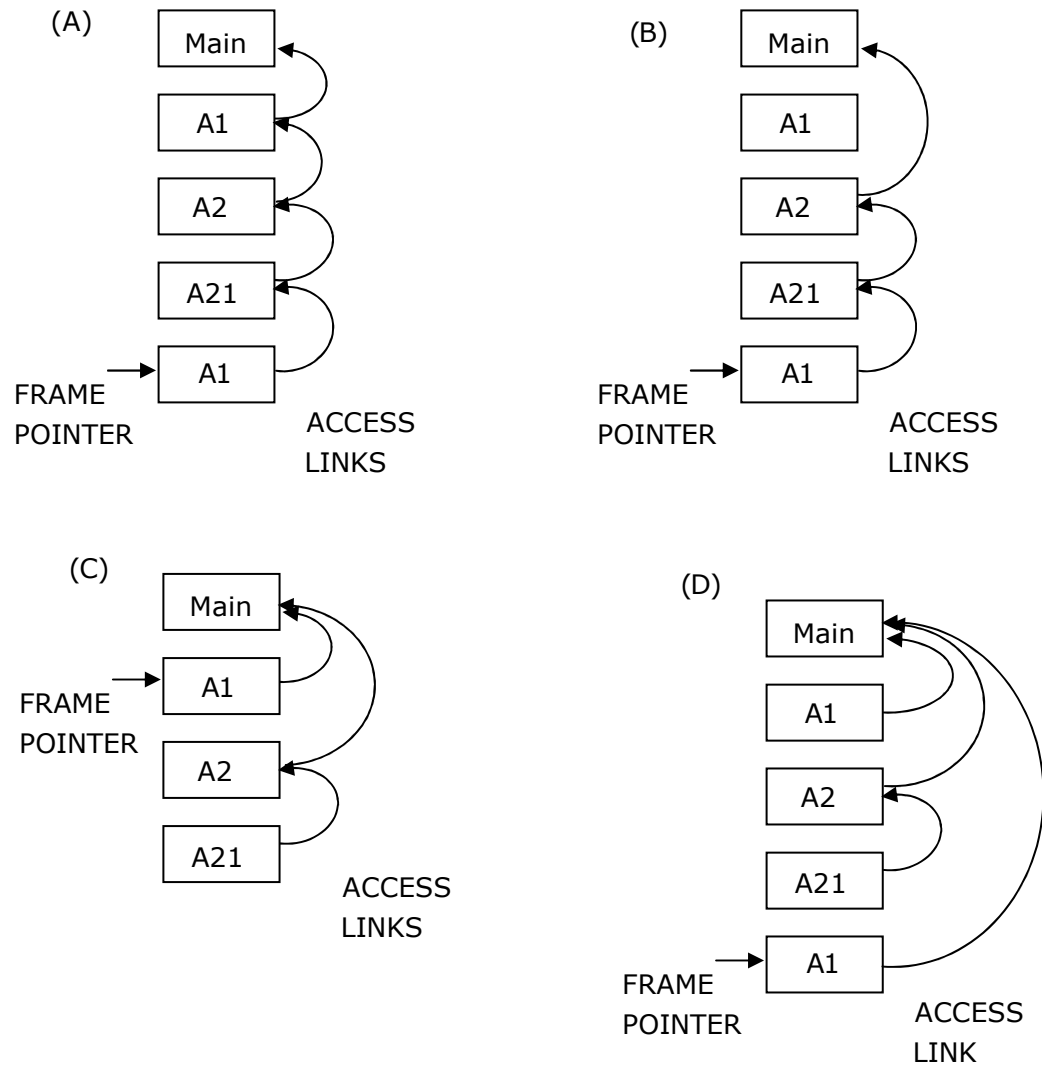 (A)
Main
A1
A2
A21
A1
FRAME
POINTER
ACCESS
LINKS
(B)
Main
A1
A2
A21
A1
FRAME
POINTER
ACCESS
LINKS
(C)
Main
A1
FRAME
POINTER
A2
A21
ACCESS
LINKS
(D)
Main
A1
A2
A21
A1
FRAME
POINTER
ACCESS
LINK